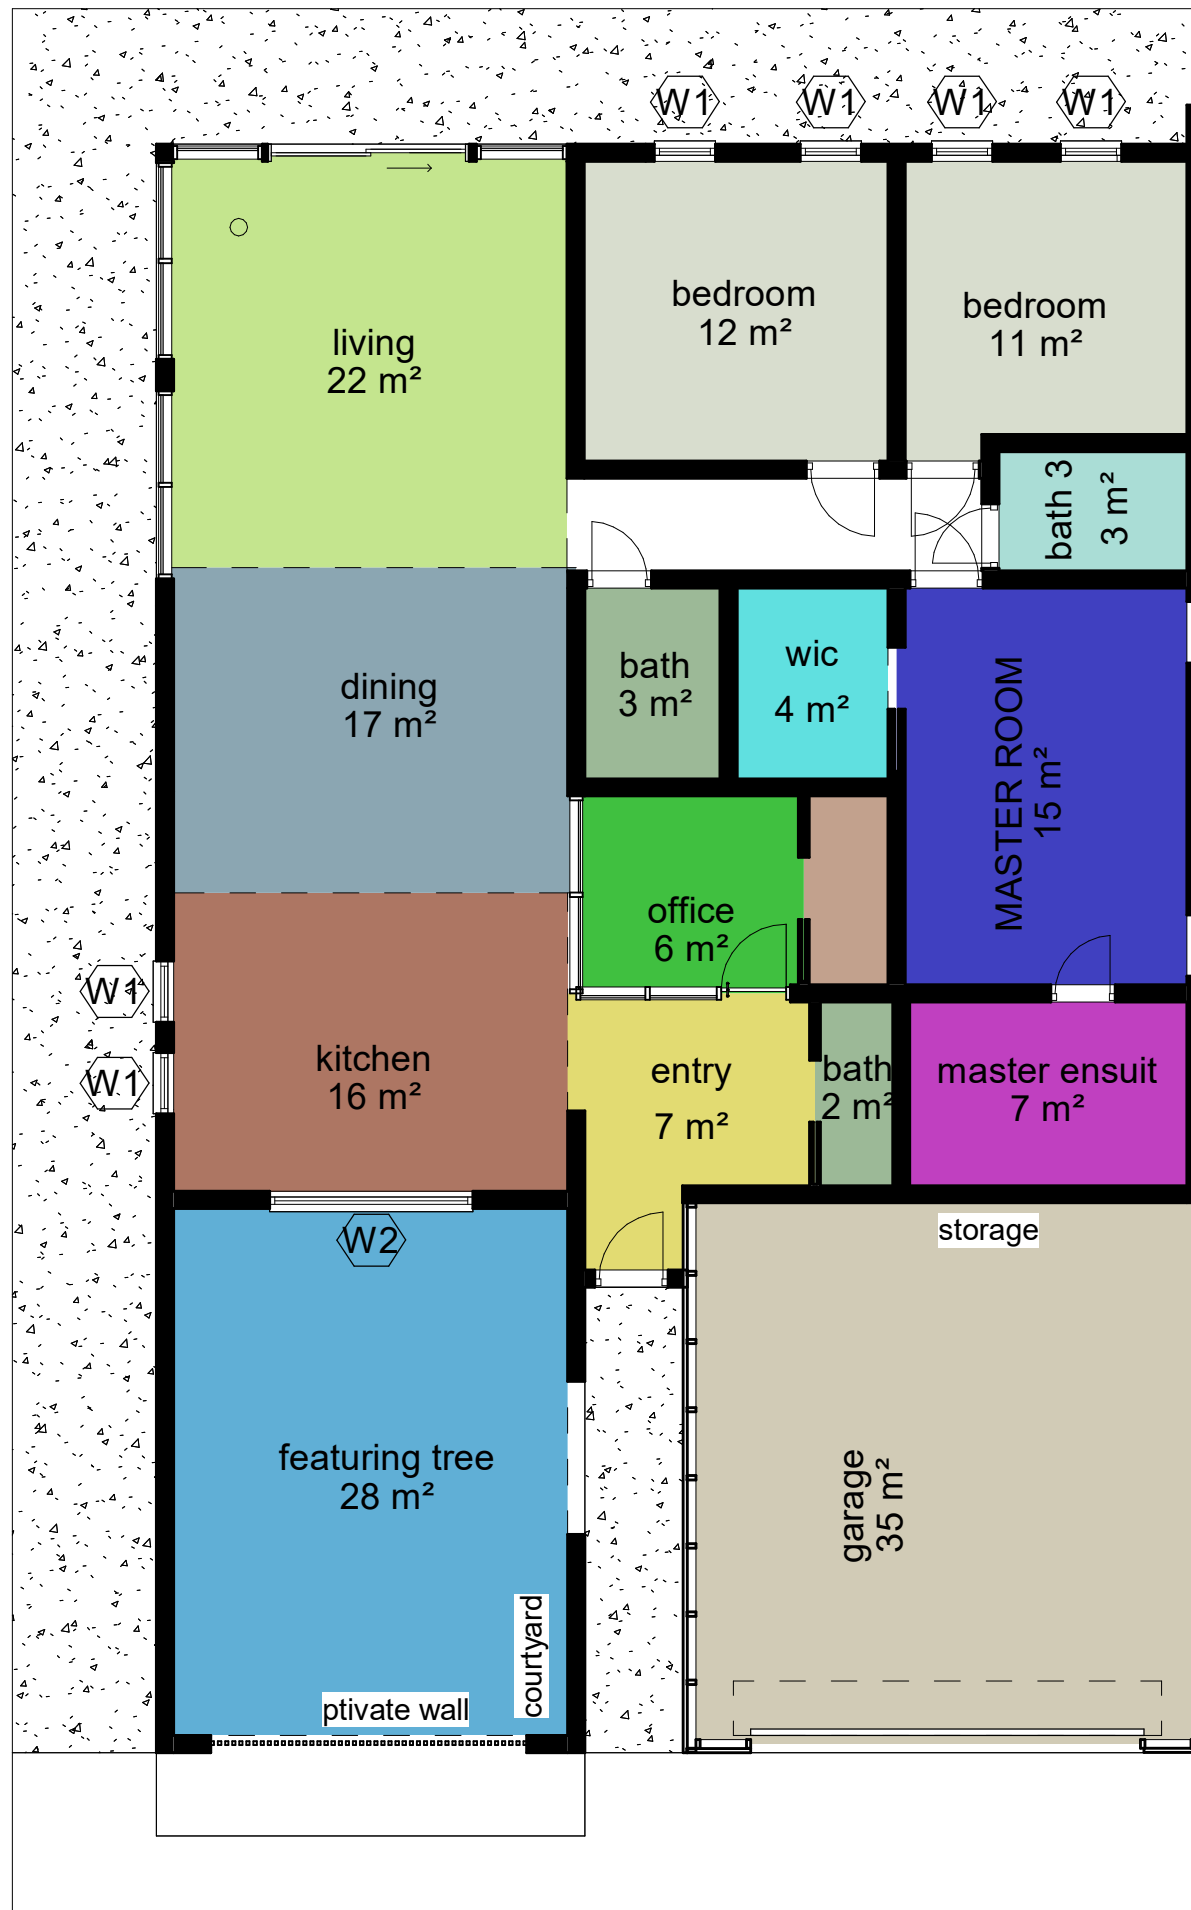 W1
W1
W1
W1
bedroom
12 m²
bedroom
11 m²
living
22 m²
bath 3
3 m²
dining
17 m²
bath
3 m²
wic
4 m²
MASTER ROOM
15 m²
office
6 m²
W1
W1
kitchen
16 m²
entry
7 m²
bath
2 m²
master ensuit
7 m²
W2
storage
featuring tree
28 m²
garage
35 m²
courtyard
ptivate wall